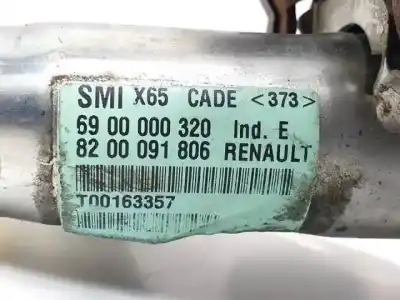 SMI X65 CADE <373>
69 00 000 320 Ind. E
82 00 091 806 RENAULT
T00163357